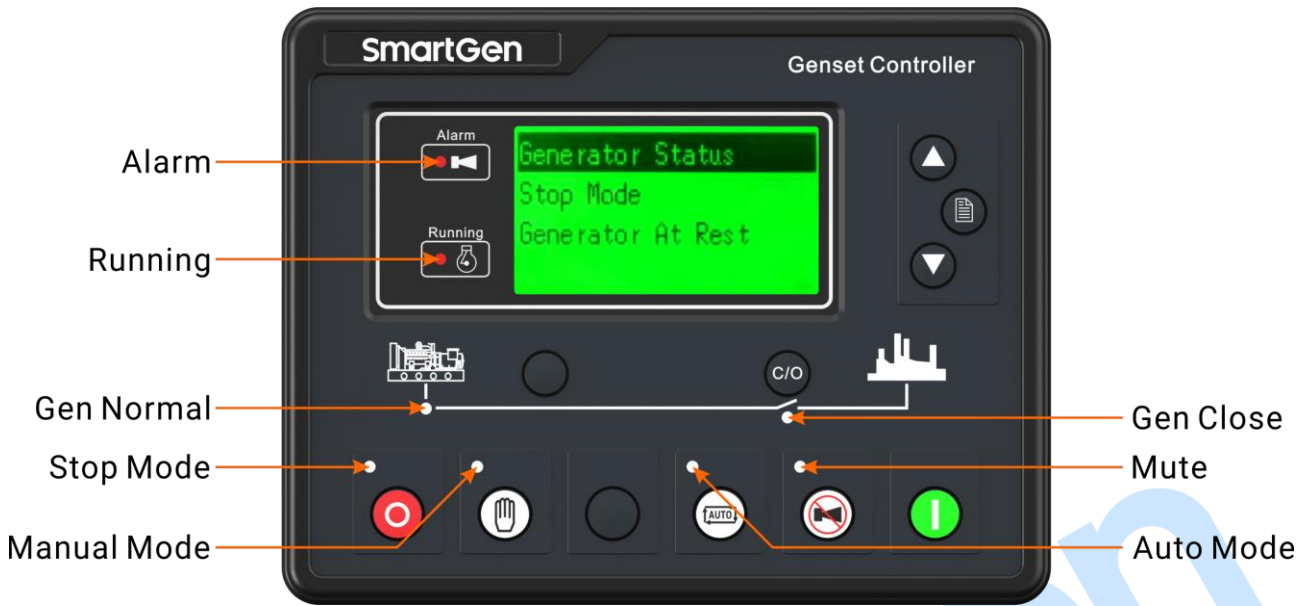 SmartGen
Genset Controller
Alarm
Alarm
Generator Status
Stop Mode
Running
Running
Generator At Rest
C/O
Gen Normal
Gen Close
Stop Mode
Mute
AUTO
Manual Mode
Auto Mode